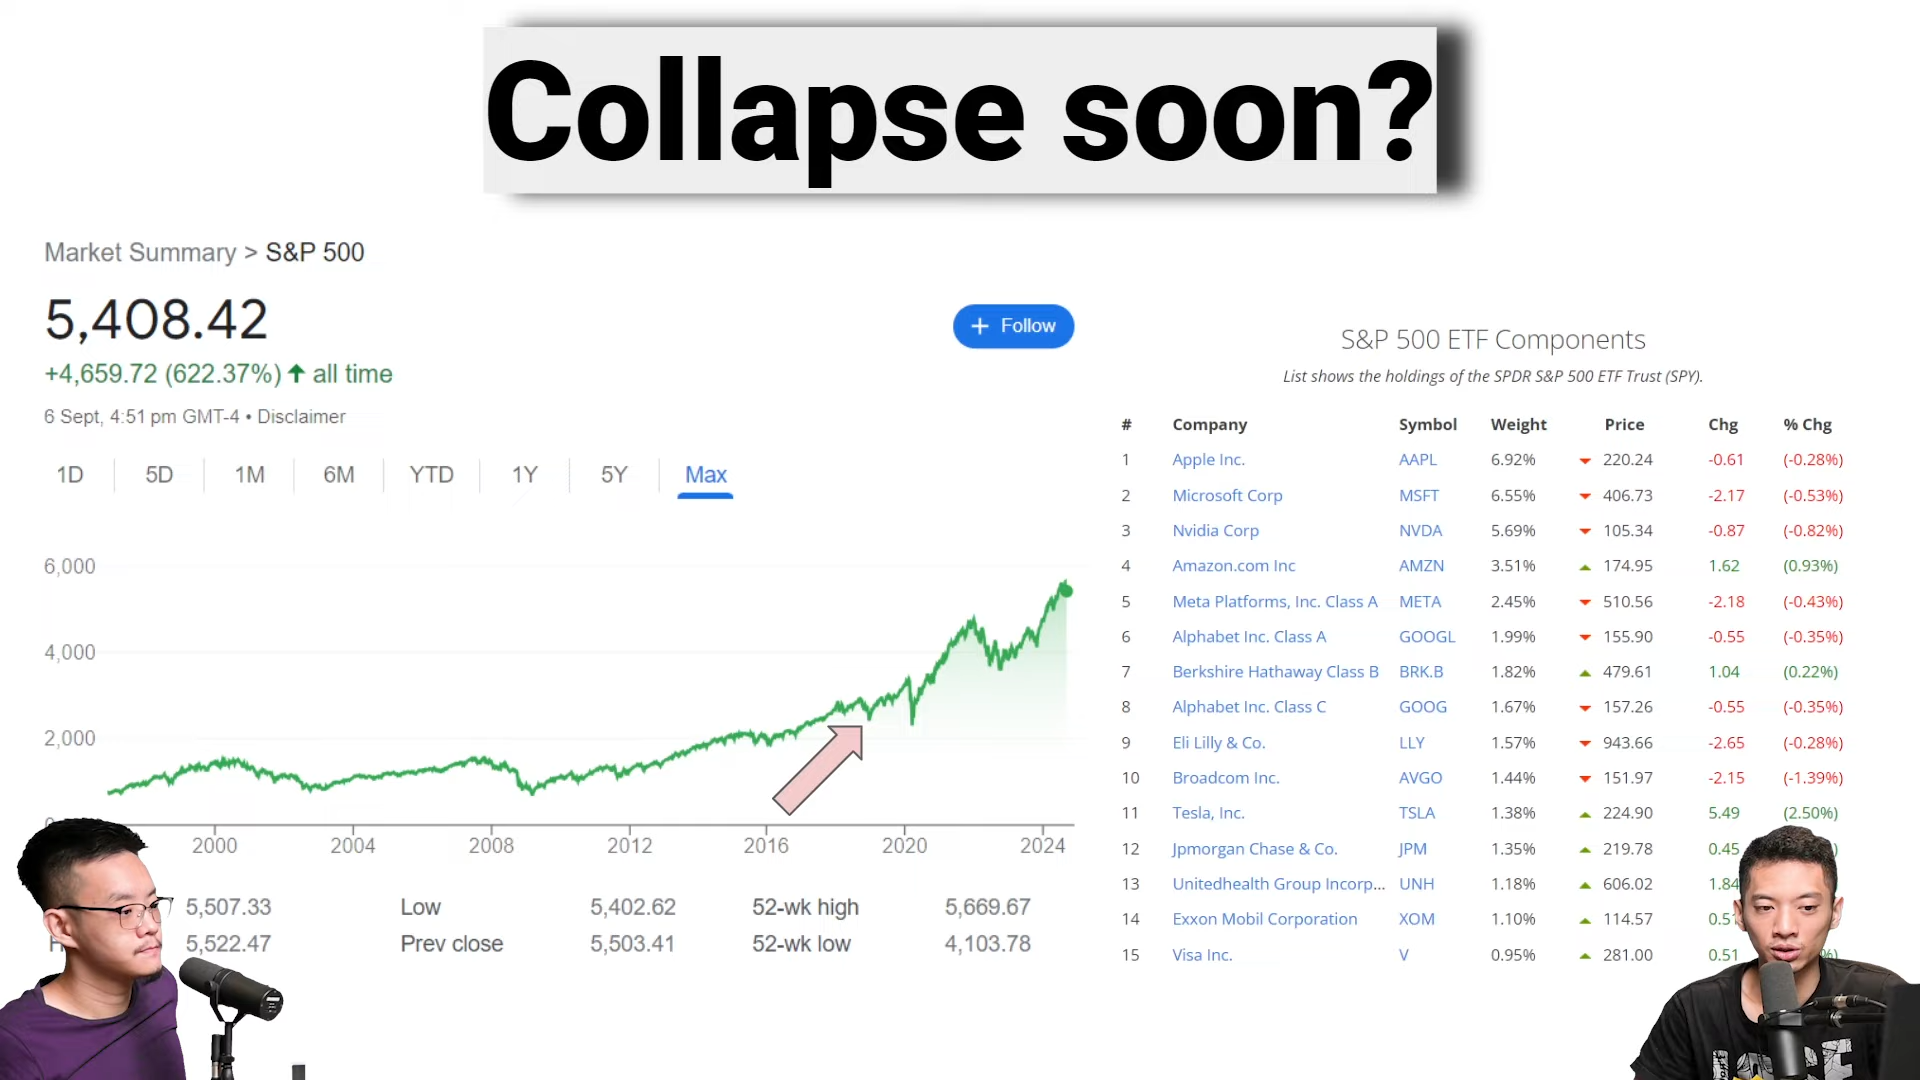 Collapse soon?
Market Summary > S&P 500
5,408.42
+ Follow
+4,659.72 (622.37%) ↑ all time
6 Sept, 4:51 pm GMT-4 • Disclaimer
1D 5D 1M 6M YTD 1Y 5Y Max
6,000
4,000
2,000
2000 2004 2008 2012 2016 2020 2024
5,507.33 Low 5,402.62 52-wk high 5,669.67
5,522.47 Prev close 5,503.41 52-wk low 4,103.78
S&P 500 ETF Components
List shows the holdings of the SPDR S&P 500 ETF Trust (SPY).
# Company Symbol Weight Price Chg % Chg
1 Apple Inc. AAPL 6.92% 220.24 -0.61 (-0.28%)
2 Microsoft Corp MSFT 6.55% 406.73 -2.17 (-0.53%)
3 Nvidia Corp NVDA 5.69% 105.34 -0.87 (-0.82%)
4 Amazon.com Inc AMZN 3.51% 174.95 1.62 (0.93%)
5 Meta Platforms, Inc. Class A META 2.45% 510.56 -2.18 (-0.43%)
6 Alphabet Inc. Class A GOOGL 1.99% 155.90 -0.55 (-0.35%)
7 Berkshire Hathaway Class B BRK.B 1.82% 479.61 1.04 (0.22%)
8 Alphabet Inc. Class C GOOG 1.67% 157.26 -0.55 (-0.35%)
9 Eli Lilly & Co. LLY 1.57% 943.66 -2.65 (-0.28%)
10 Broadcom Inc. AVGO 1.44% 151.97 -2.15 (-1.39%)
11 Tesla, Inc. TSLA 1.38% 224.90 5.49 (2.50%)
12 Jpmorgan Chase & Co. JPM 1.35% 219.78 0.45
13 Unitedhealth Group Incorp... UNH 1.18% 606.02 1.84
14 Exxon Mobil Corporation XOM 1.10% 114.57 0.51
15 Visa Inc. V 0.95% 281.00 0.51